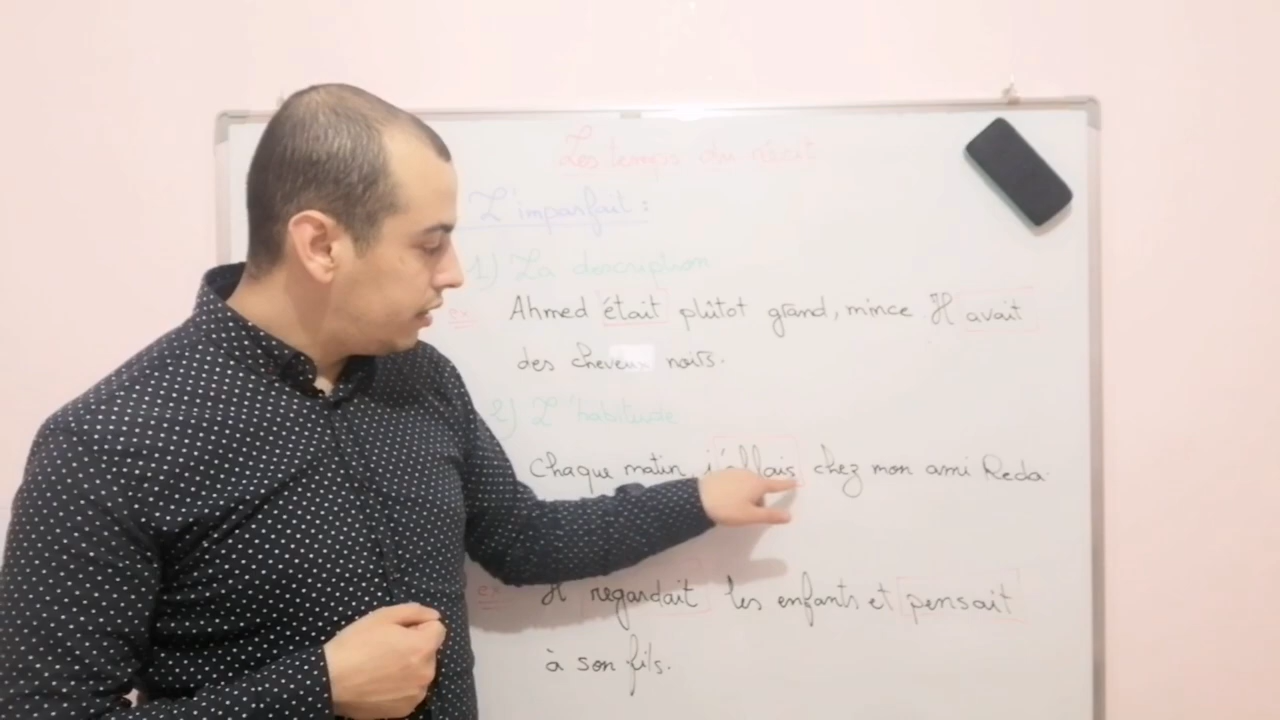 Les temps du récit
L'imparfait :
1) La description
ex Ahmed était plûtot grand, mince. Il avait
des cheveux noirs.
2) L'habitude
Chaque matin, j'allais chez mon ami Reda.
ex Il regardait les enfants et pensait
à son fils.